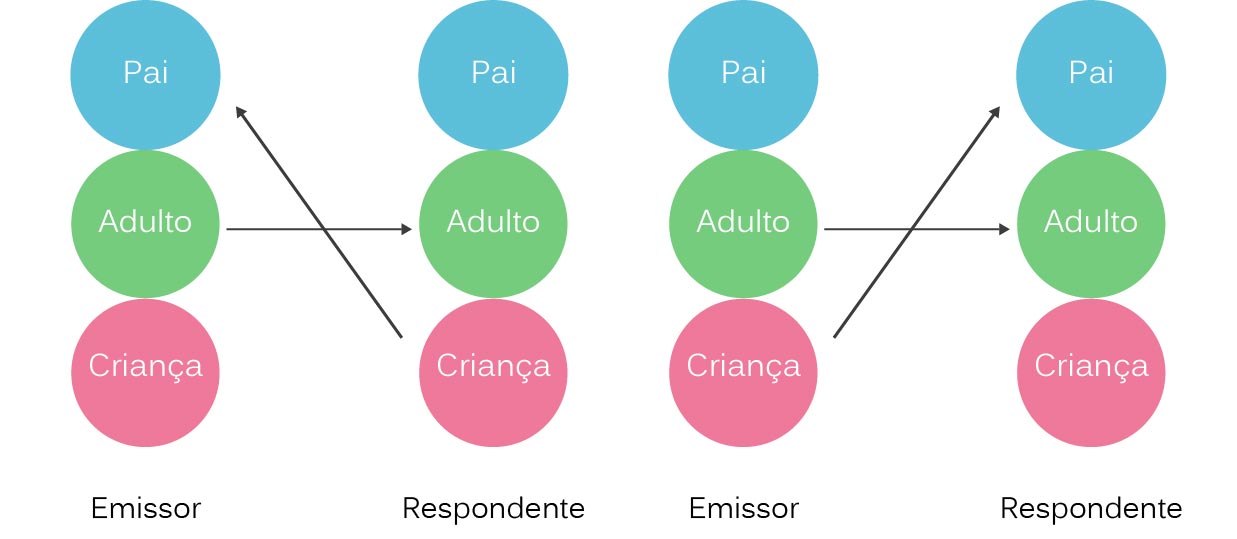 Pai
Pai
Pai
Pai
Adulto
Adulto
Adulto
Adulto
Criança
Criança
Criança
Criança
Emissor
Respondente
Emissor
Respondente